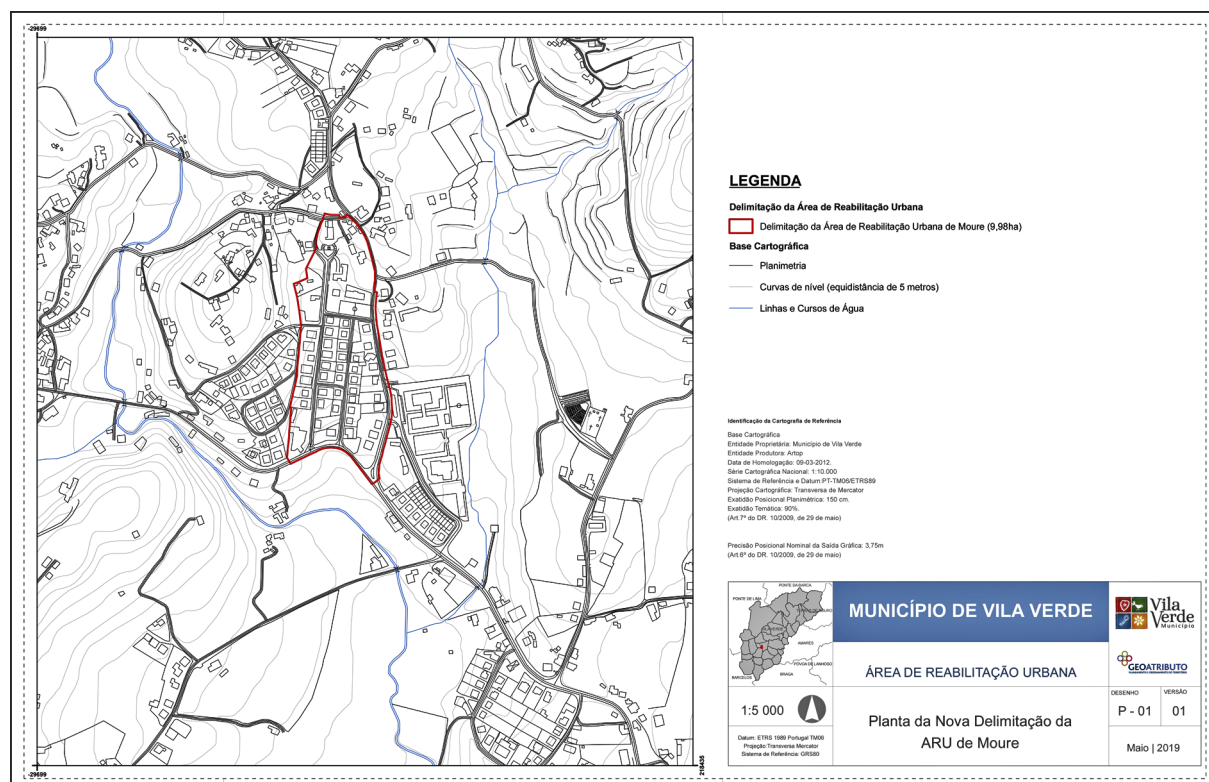 -29699
LEGENDA
Delimitação da Área de Reabilitação Urbana
Delimitação da Área de Reabilitação Urbana de Moure (9,98ha)
Base Cartográfica
Planimetria
Curvas de nível (equidistância de 5 metros)
Linhas e Cursos de Água
Identificação da Cartografia de Referência
Base Cartográfica
Entidade Proprietária: Município de Vila Verde
Entidade Produtora: Artop
Data de Homologação: 09-03-2012.
Série Cartográfica Nacional: 1:10.000
Sistema de Referência e Datum:PT-TM06/ETRS89
Projeção Cartográfica: Transversa de Mercator
Exatidão Posicional Planimétrica: 150 cm.
Exatidão Temática: 90%.
(Art.7º do DR. 10/2009, de 29 de maio)
Precisão Posicional Nominal da Saída Gráfica: 3,75m
(Art.6º do DR. 10/2009, de 29 de maio)
PONTE DA BARCA
PONTE DE LIMA
AMARES
PÓVOA DE LANHOSO
BRAGA
BARCELOS
MUNICÍPIO DE VILA VERDE
Vila
Verde
Município
ÁREA DE REABILITAÇÃO URBANA
GEOATRIBUTO
1:5 000
Planta da Nova Delimitação da
ARU de Moure
DESENHO
VERSÃO
P - 01
01
Datum: ETRS 1989 Portugal TM06
Projeção:Transversa Mercator
Sistema de Referência: GRS80
Maio | 2019
-29699
218435